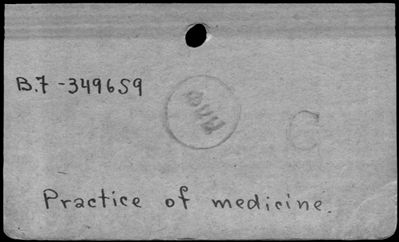 B.7-349659
C
Practice of medicine.